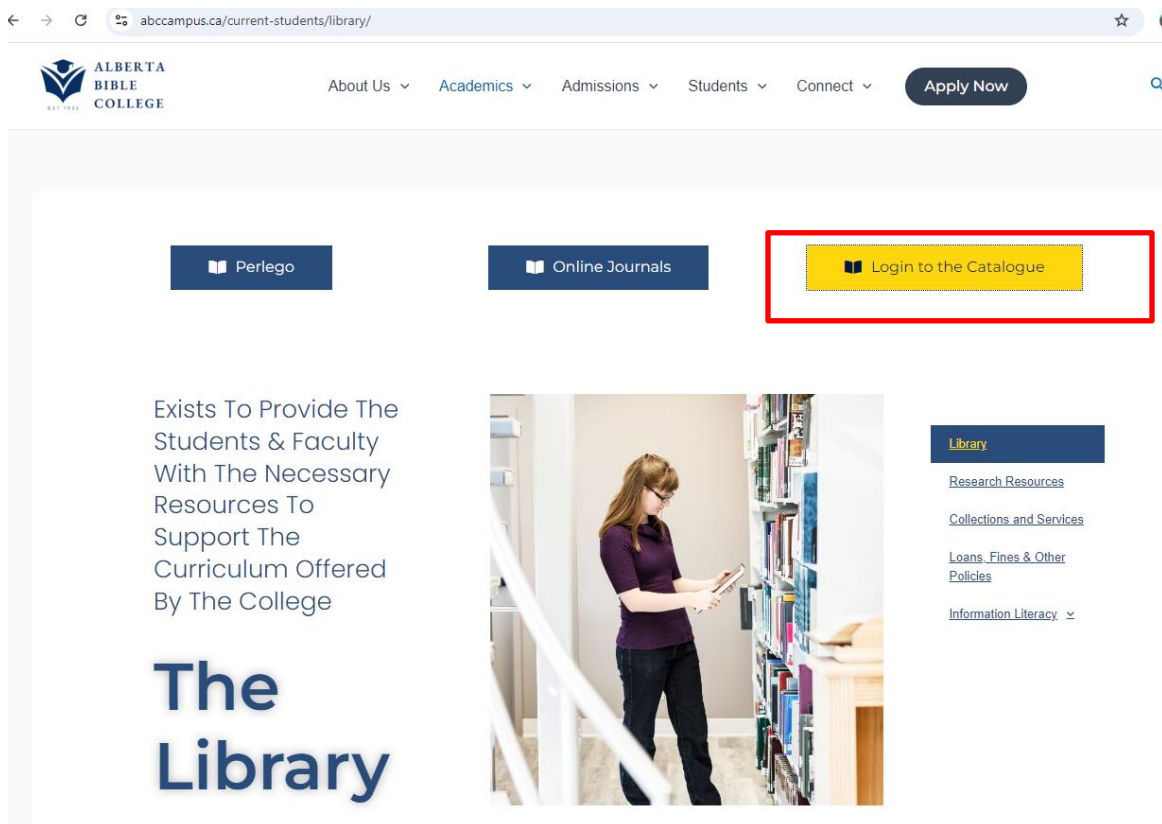 abccampus.ca/current-students/library/
ALBERTA
BIBLE
COLLEGE
EST 1932
About Us
Academics
Admissions
Students
Connect
Apply Now
Perlego
Online Journals
Login to the Catalogue
Exists To Provide The
Students & Faculty
With The Necessary
Resources To
Support The
Curriculum Offered
By The College
The
Library
Library
Research Resources
Collections and Services
Loans, Fines & Other
Policies
Information Literacy